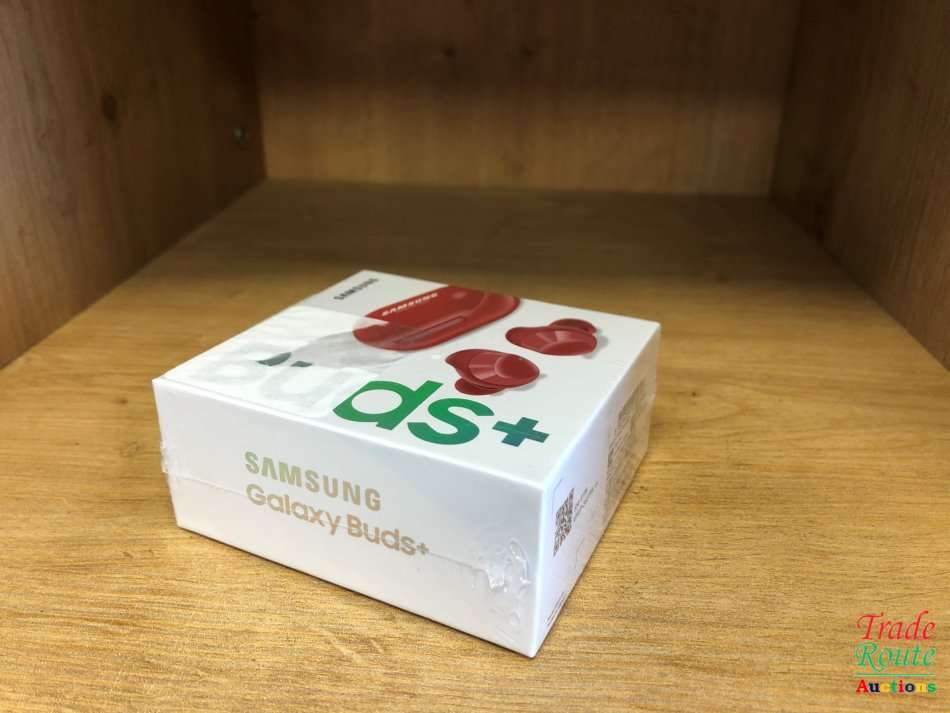 SAMSUNG
SAMSUNG
Buds+
SAMSUNG
Galaxy Buds+
Trade
Route
Auctions